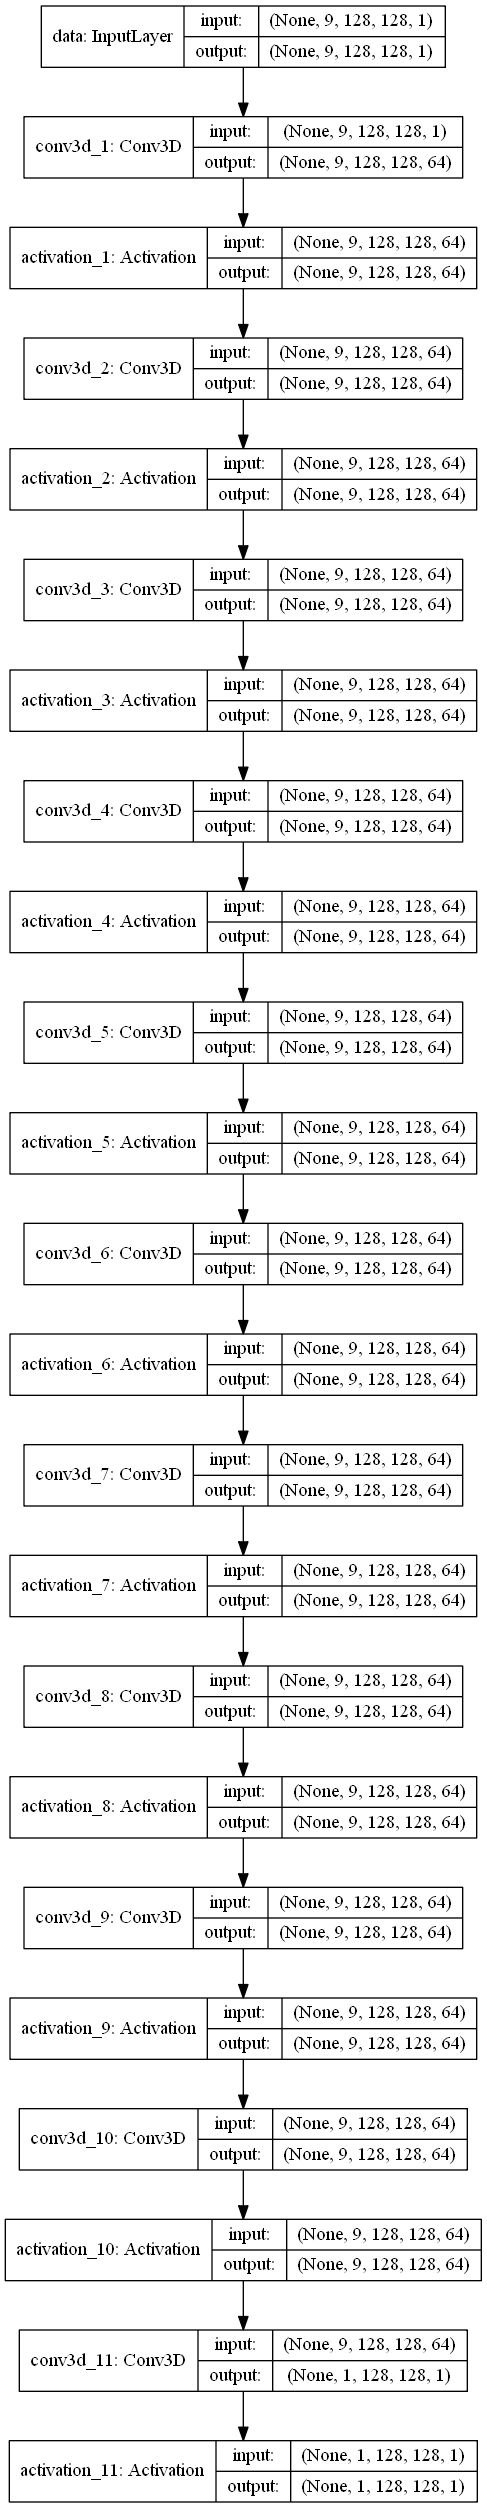 data: InputLayer
input: (None, 9, 128, 128, 1)
output: (None, 9, 128, 128, 1)
conv3d_1: Conv3D
input: (None, 9, 128, 128, 1)
output: (None, 9, 128, 128, 64)
activation_1: Activation
input: (None, 9, 128, 128, 64)
output: (None, 9, 128, 128, 64)
conv3d_2: Conv3D
input: (None, 9, 128, 128, 64)
output: (None, 9, 128, 128, 64)
activation_2: Activation
input: (None, 9, 128, 128, 64)
output: (None, 9, 128, 128, 64)
conv3d_3: Conv3D
input: (None, 9, 128, 128, 64)
output: (None, 9, 128, 128, 64)
activation_3: Activation
input: (None, 9, 128, 128, 64)
output: (None, 9, 128, 128, 64)
conv3d_4: Conv3D
input: (None, 9, 128, 128, 64)
output: (None, 9, 128, 128, 64)
activation_4: Activation
input: (None, 9, 128, 128, 64)
output: (None, 9, 128, 128, 64)
conv3d_5: Conv3D
input: (None, 9, 128, 128, 64)
output: (None, 9, 128, 128, 64)
activation_5: Activation
input: (None, 9, 128, 128, 64)
output: (None, 9, 128, 128, 64)
conv3d_6: Conv3D
input: (None, 9, 128, 128, 64)
output: (None, 9, 128, 128, 64)
activation_6: Activation
input: (None, 9, 128, 128, 64)
output: (None, 9, 128, 128, 64)
conv3d_7: Conv3D
input: (None, 9, 128, 128, 64)
output: (None, 9, 128, 128, 64)
activation_7: Activation
input: (None, 9, 128, 128, 64)
output: (None, 9, 128, 128, 64)
conv3d_8: Conv3D
input: (None, 9, 128, 128, 64)
output: (None, 9, 128, 128, 64)
activation_8: Activation
input: (None, 9, 128, 128, 64)
output: (None, 9, 128, 128, 64)
conv3d_9: Conv3D
input: (None, 9, 128, 128, 64)
output: (None, 9, 128, 128, 64)
activation_9: Activation
input: (None, 9, 128, 128, 64)
output: (None, 9, 128, 128, 64)
conv3d_10: Conv3D
input: (None, 9, 128, 128, 64)
output: (None, 9, 128, 128, 64)
activation_10: Activation
input: (None, 9, 128, 128, 64)
output: (None, 9, 128, 128, 64)
conv3d_11: Conv3D
input: (None, 9, 128, 128, 64)
output: (None, 1, 128, 128, 1)
activation_11: Activation
input: (None, 1, 128, 128, 1)
output: (None, 1, 128, 128, 1)